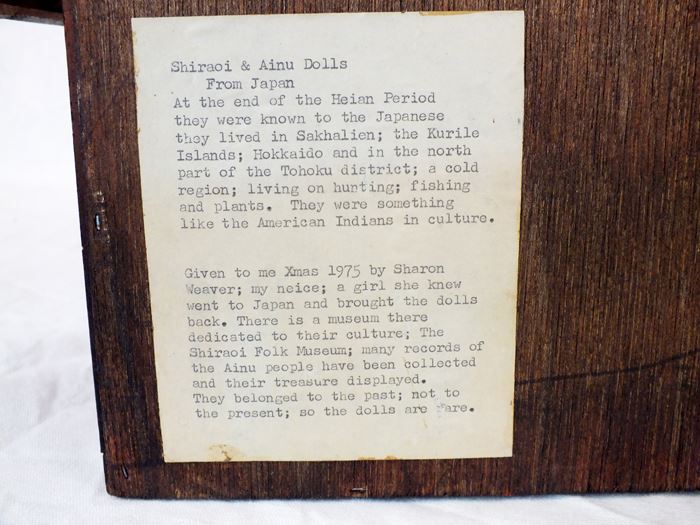 Shiraoi & Ainu Dolls
From Japan
At the end of the Heian Period
they were known to the Japanese
they lived in Sakhalien; the Kurile
Islands; Hokkaido and in the north
part of the Tohoku district; a cold
region; living on hurting; fishing
and plants. They were something
like the American Indians in culture.
Given to me Xmas 1975 by Sharon
Weaver; my neice; a girl she knew
went to Japan and brought the dolls
back. There is a museum there
dedicated to their culture; The
Shiraoi Folk Museum; many records of
the Ainu people have been collected
and their treasure displayed.
They belonged to the past; not to
the present; so the dolls are rare.